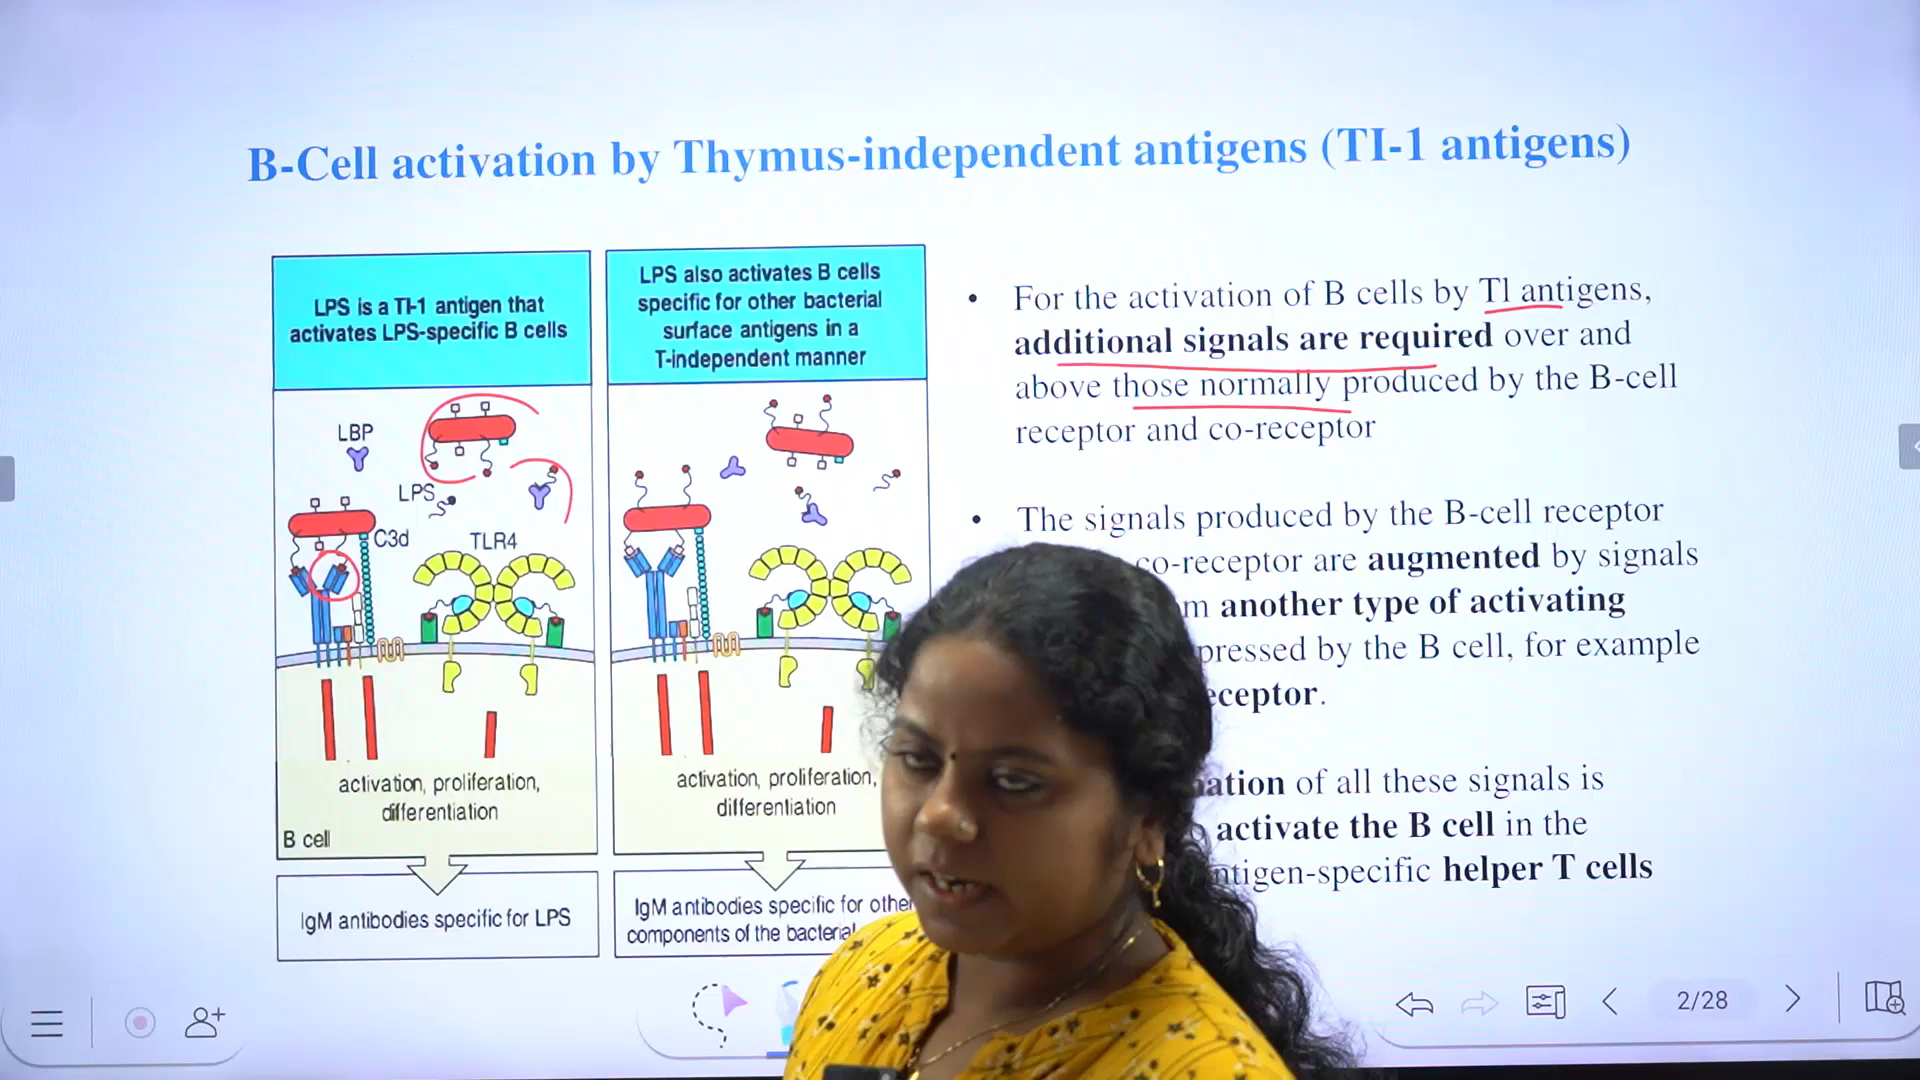 B-Cell activation by Thymus-independent antigens (TI-1 antigens)
LPS is a TI-1 antigen that
activates LPS-specific B cells
LBP
LPS
C3d
TLR4
activation, proliferation,
differentiation
B cell
IgM antibodies specific for LPS
LPS also activates B cells
specific for other bacterial
surface antigens in a
T-independent manner
activation, proliferation,
differentiation
IgM antibodies specific for other
components of the bacterial
• For the activation of B cells by TI antigens,
additional signals are required over and
above those normally produced by the B-cell
receptor and co-receptor
• The signals produced by the B-cell receptor
co-receptor are augmented by signals
another type of activating
by the B cell, for example
of all these signals is
activate the B cell in the
helper T cells
2/28